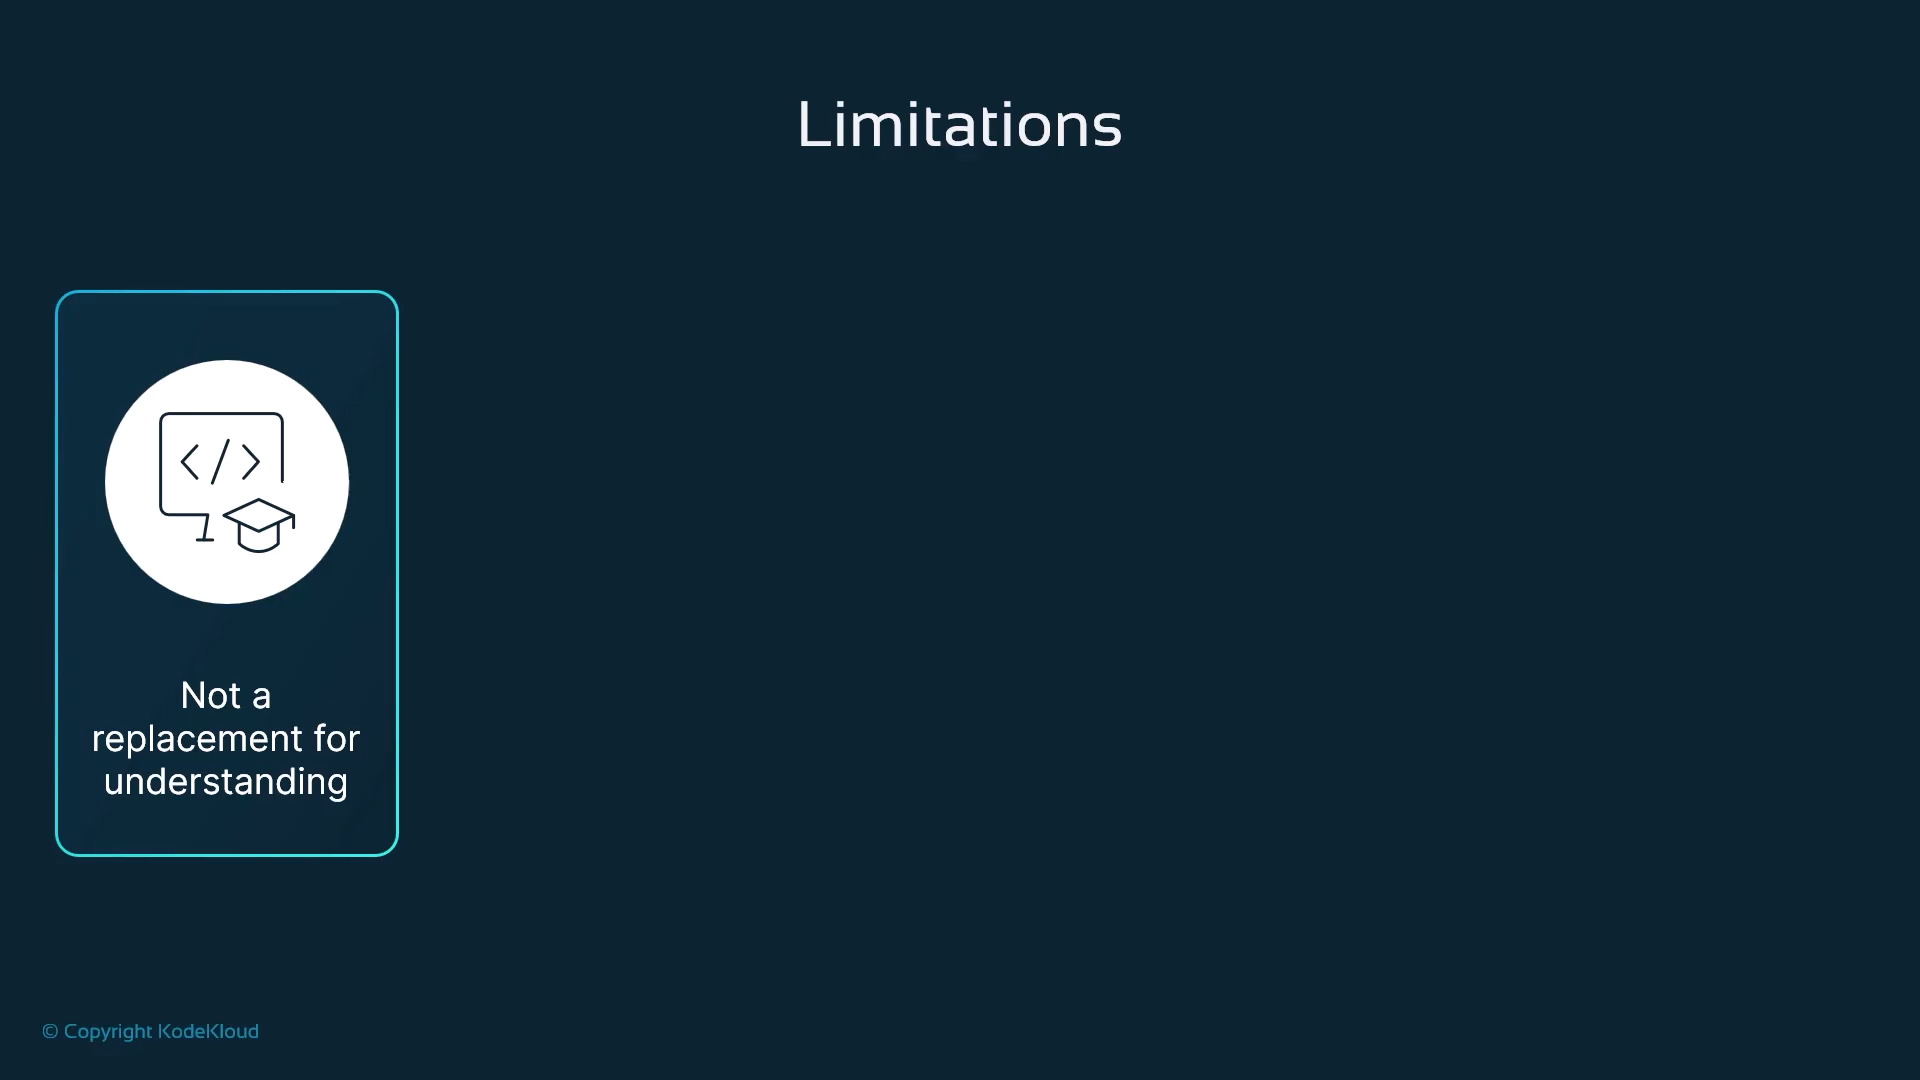 Limitations
</>
Not a
replacement for
understanding
© Copyright KodeKloud